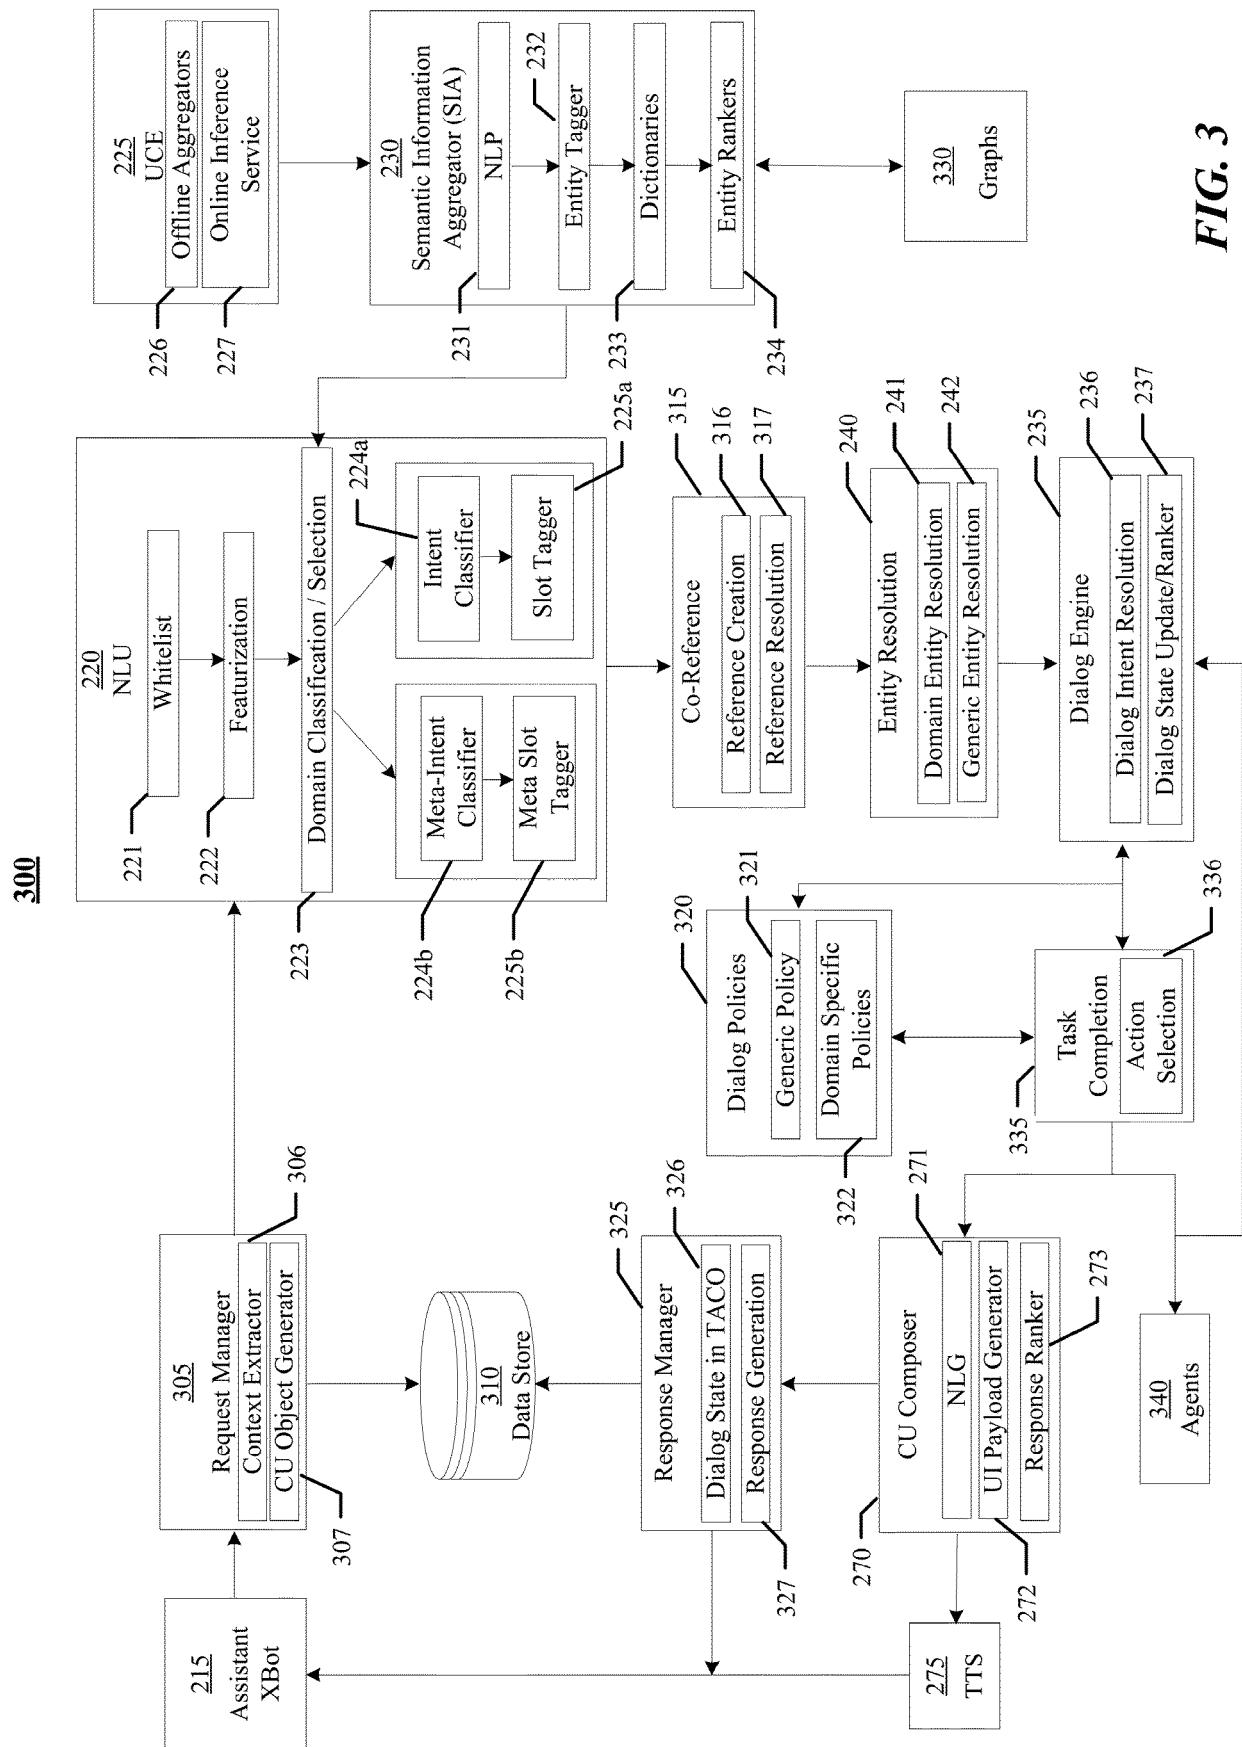 300
215
Assistant
XBot
305
Request Manager
Context Extractor
CU Object Generator
306
307
310
Data Store
220
NLU
Whitelist
221
Featurization
222
Domain Classification / Selection
223
Meta-Intent
Classifier
224b
Meta Slot
Tagger
225b
Intent
Classifier
224a
Slot Tagger
225a
225
UCE
Offline Aggregators
Online Inference
Service
226
227
230
Semantic Information
Aggregator (SIA)
NLP
231
Entity Tagger
232
Dictionaries
233
Entity Rankers
234
330
Graphs
Co-Reference
Reference Creation
Reference Resolution
315
316
317
Entity Resolution
Domain Entity Resolution
Generic Entity Resolution
240
241
242
Dialog Engine
Dialog Intent Resolution
Dialog State Update/Ranker
235
236
237
Dialog Policies
Generic Policy
Domain Specific
Policies
320
321
322
Task
Completion
Action
Selection
335
336
Response Manager
Dialog State in TACO
Response Generation
325
326
327
CU Composer
NLG
UI Payload Generator
Response Ranker
270
271
272
273
275
TTS
340
Agents
FIG. 3